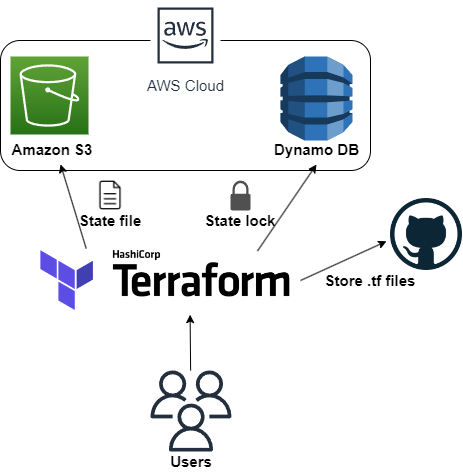 aws
AWS Cloud
Amazon S3
Dynamo DB
State file
State lock
HashiCorp
Terraform
Store .tf files
Users